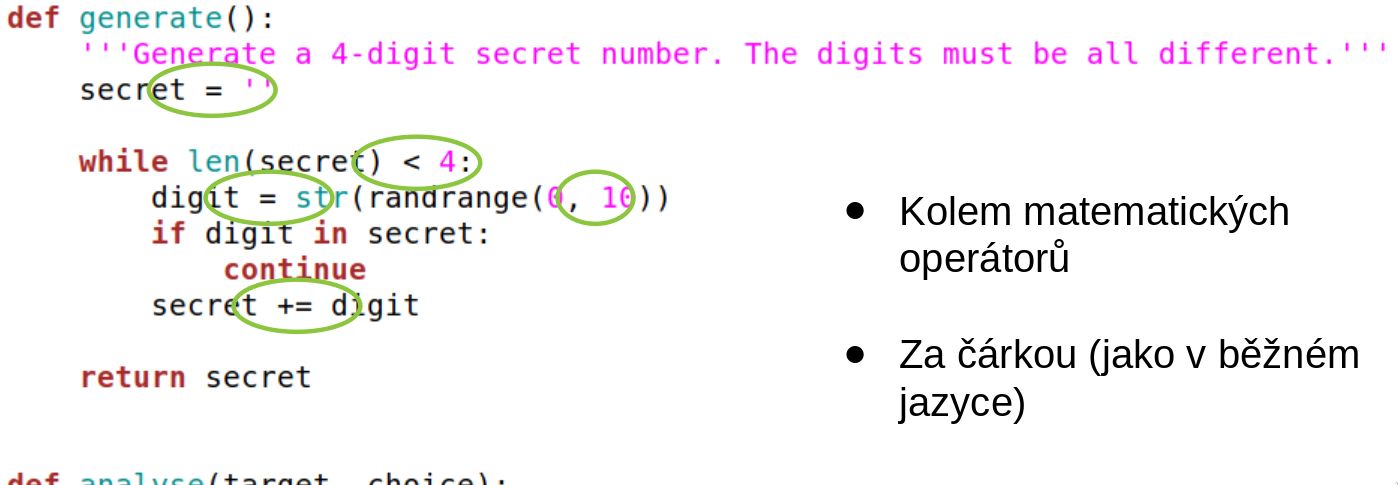 def generate():
    '''Generate a 4-digit secret number. The digits must be all different.'''
    secret = ''
    while len(secret) < 4:
        digit = str(randrange(0, 10))
        if digit in secret:
            continue
        secret += digit
    return secret
def analyse(target, choice):
• Kolem matematických
operátorů
• Za čárkou (jako v běžném
jazyce)